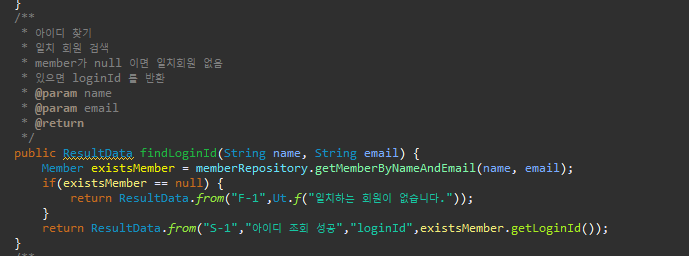 }
/**
 * 아이디 찾기
 * 일치 회원 검색
 * member가 null 이면 일치회원 없음
 * 있으면 loginId 를 반환
 * @param name
 * @param email
 * @return
 */
public ResultData findLoginId(String name, String email) {
    Member existsMember = memberRepository.getMemberByNameAndEmail(name, email);
    if(existsMember == null) {
        return ResultData.from("F-1",Ut.f("일치하는 회원이 없습니다."));
    }
    return ResultData.from("S-1","아이디 조회 성공","loginId",existsMember.getLoginId());
}
/**